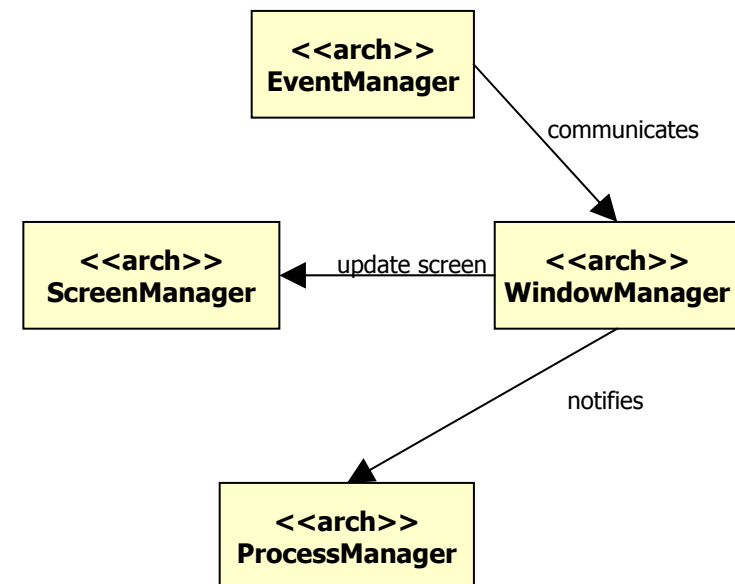 <<arch>>
EventManager
communicates
<<arch>>
ScreenManager
update screen
<<arch>>
WindowManager
notifies
<<arch>>
ProcessManager